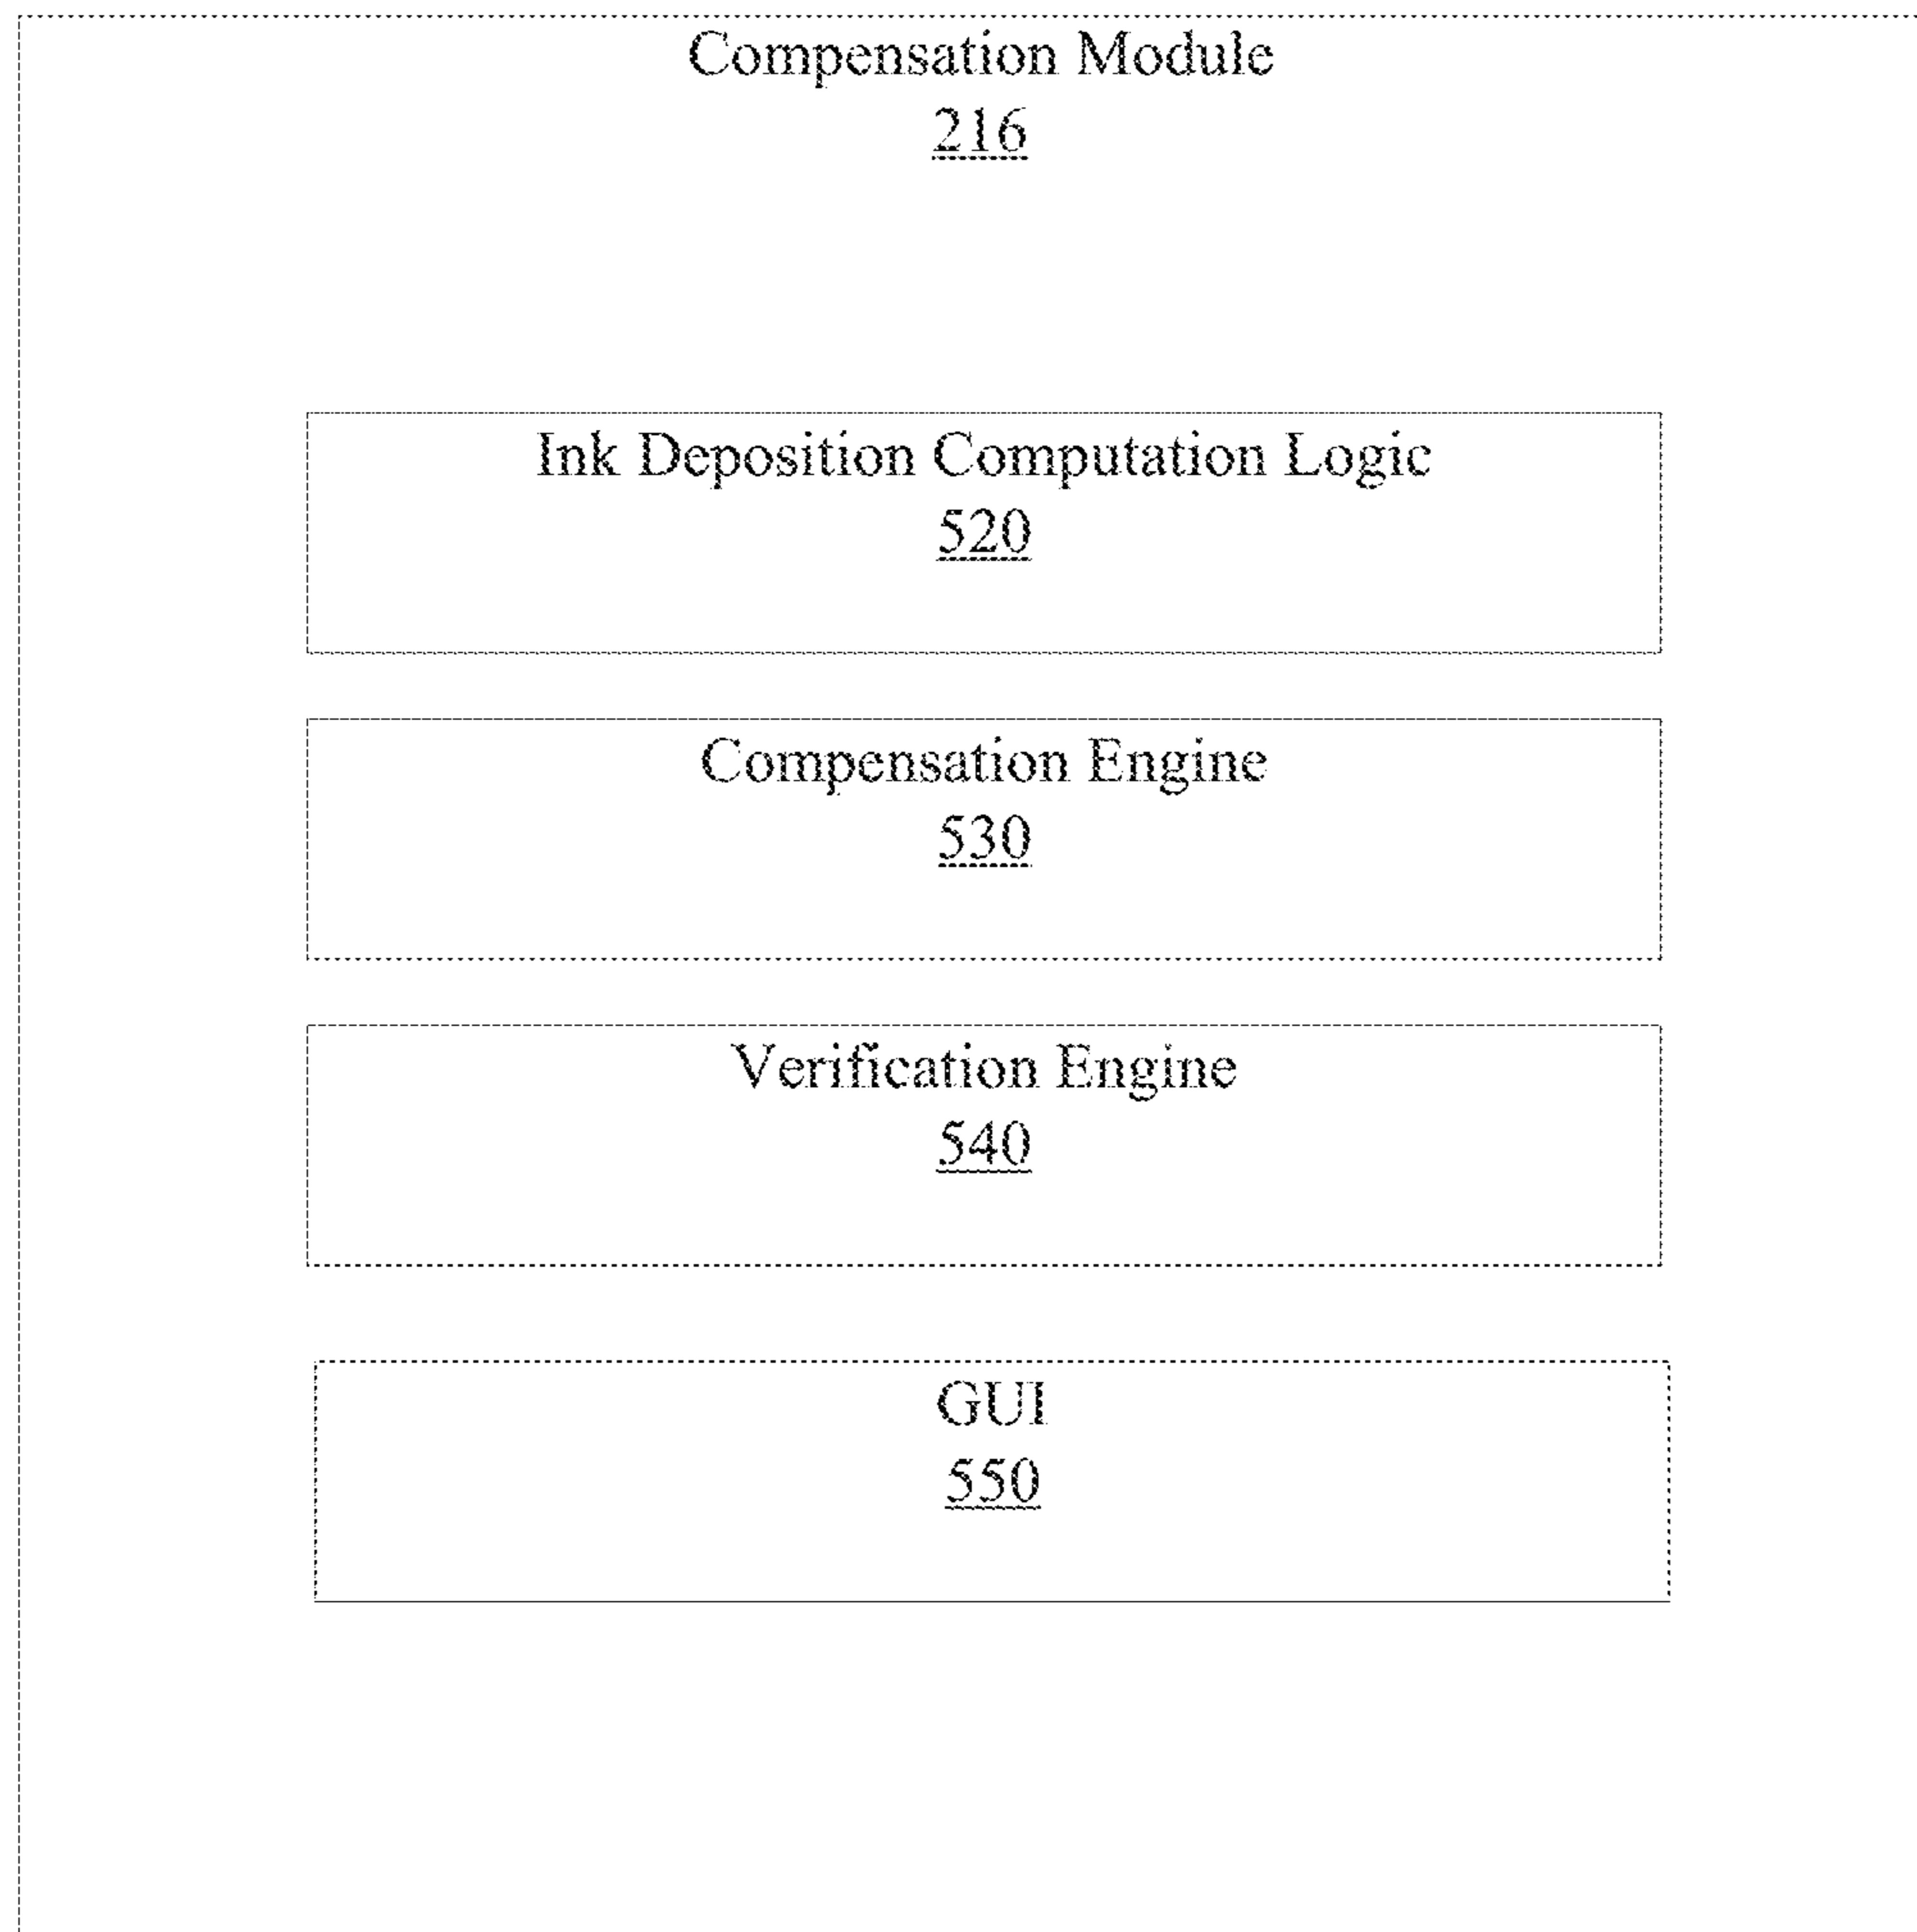 Compensation Module
216
Ink Deposition Computation Logic
520
Compensation Engine
530
Verification Engine
540
GUI
550